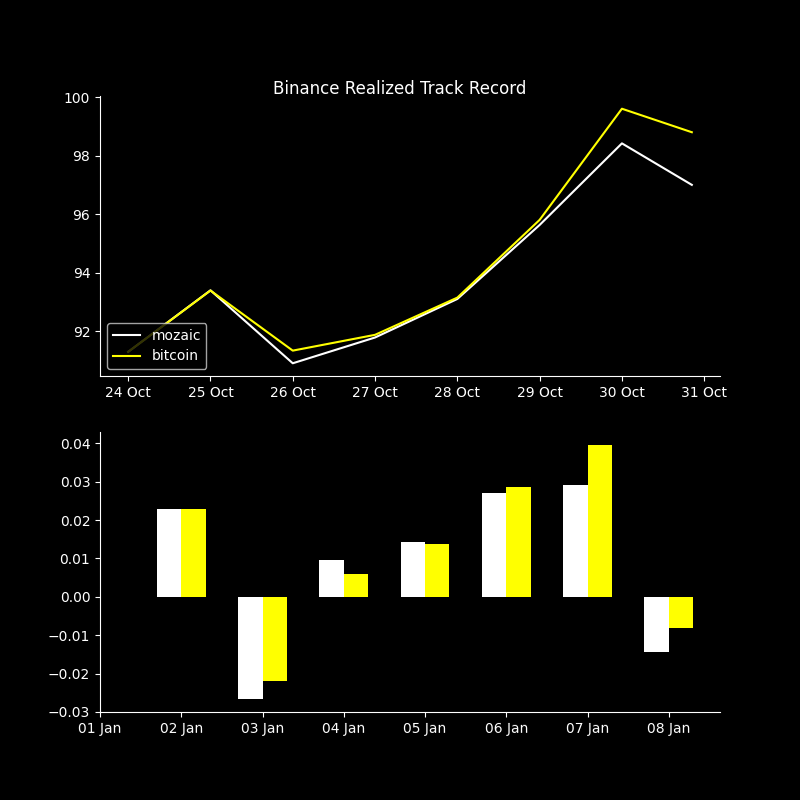 Binance Realized Track Record
100
98
96
94
92
mozaic
bitcoin
24 Oct 25 Oct 26 Oct 27 Oct 28 Oct 29 Oct 30 Oct 31 Oct
0.04
0.03
0.02
0.01
0.00
−0.01
−0.02
−0.03
01 Jan 02 Jan 03 Jan 04 Jan 05 Jan 06 Jan 07 Jan 08 Jan